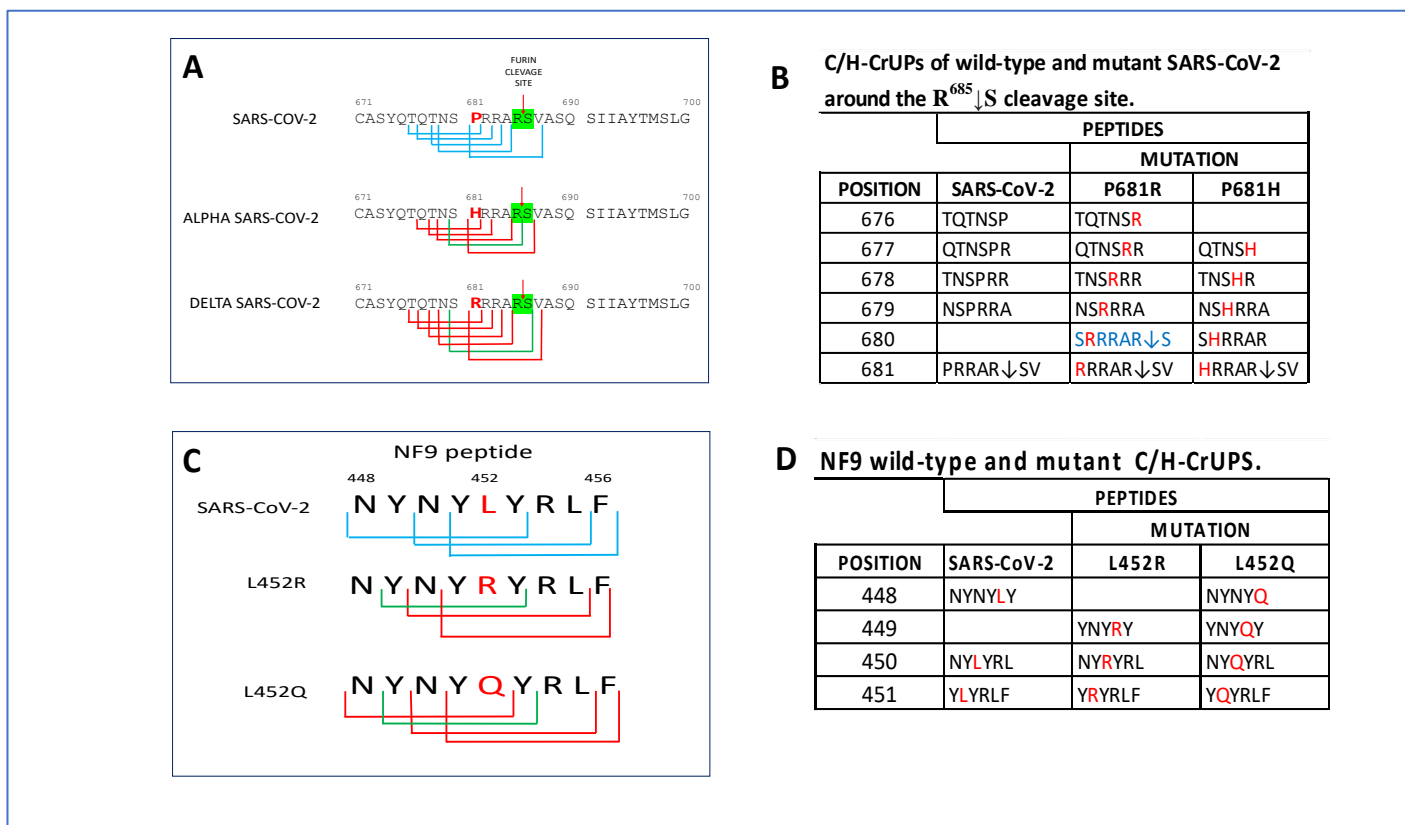 A
FURIN
CLEVAGE
SITE
671 681 690 700
SARS-COV-2 CASYQTQTNS PRRARSVASQ SIIAYTMSLG
671 681 690 700
ALPHA SARS-COV-2 CASYQTQTNS HRRARSVASQ SIIAYTMSLG
671 681 690 700
DELTA SARS-COV-2 CASYQTQTNS RRRARSVASQ SIIAYTMSLG
B C/H-CrUPs of wild-type and mutant SARS-CoV-2
around the R685↓S cleavage site.
PEPTIDES
MUTATION
POSITION SARS-CoV-2 P681R P681H
676 TQTNSP TQTNSR
677 QTNSPR QTNSRR QTNSH
678 TNSPRR TNSRRR TNSHR
679 NSPRRA NSRRRA NSHRRA
680 SRRRAR↓S SHRRAR
681 PRRAR↓SV RRRAR↓SV HRRAR↓SV
C
NF9 peptide
448 452 456
SARS-CoV-2 N Y N Y L Y R L F
L452R N Y N Y R Y R L F
L452Q N Y N Y Q Y R L F
D NF9 wild-type and mutant C/H-CrUPS.
PEPTIDES
MUTATION
POSITION SARS-CoV-2 L452R L452Q
448 NYNYLY NYNYQ
449 YNYRY YNYQY
450 NYLYRL NYRYRL NYQYRL
451 YLYRLF YRYRLF YQYRLF